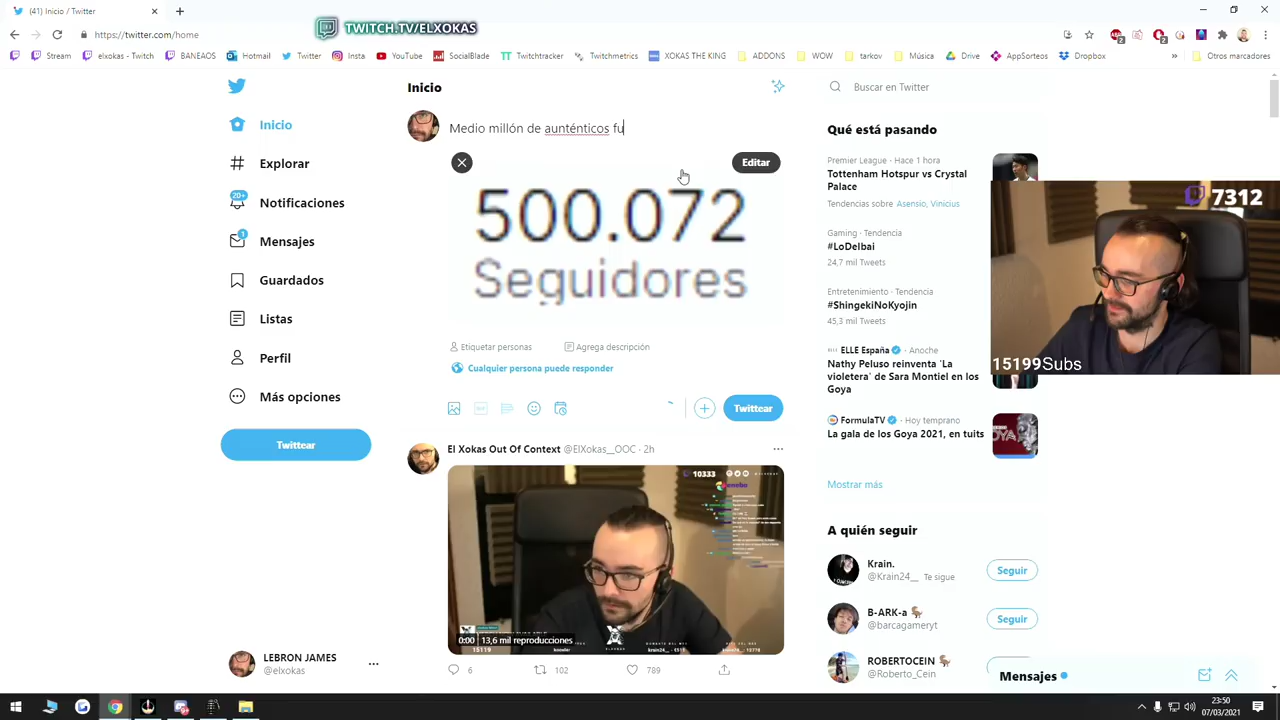 (41) Inicio / Twitter
TWITCH.TV/ELXOKAS
https://twitter.com/home
Stream
elxokas - Twitch
BANEAOS
Hotmail
Twitter
Insta
YouTube
SocialBlade
Twitchtracker
Twitchmetrics
XOKAS THE KING
ADDONS
WOW
tarkov
Música
Drive
AppSorteos
Dropbox
Otros marcadores
Inicio
Explorar
Notificaciones
20+
Mensajes
1
Guardados
Listas
Perfil
Más opciones
Twittear
LEBRON JAMES
@elxokas
Inicio
Medio millón de aunténticos fu
Editar
500.072
Seguidores
Etiquetar personas
Agrega descripción
Cualquier persona puede responder
Twittear
El Xokas Out Of Context @ElXokas__OOC · 2h
10333
0:00
13,6 mil reproducciones
15119
6
102
789
Buscar en Twitter
Qué está pasando
Premier League · Hace 1 hora
Tottenham Hotspur vs Crystal
Palace
Tendencias sobre Asensio, Vinicius
Gaming · Tendencia
#LoDeIbai
24,7 mil Tweets
Entretenimiento · Tendencia
#ShingekiNoKyojin
45,3 mil Tweets
ELLE España · Anoche
Nathy Peluso reinventa 'La
violetera' de Sara Montiel en los
Goya
FormulaTV · Hoy temprano
La gala de los Goya 2021, en tuits
Mostrar más
7312
15199Subs
A quién seguir
Krain.
@Krain24__ Te sigue
Seguir
B-ARK-a
@barcagameryt
Seguir
ROBERTOCEIN
@Roberto_Cein
Mensajes
23:50
07/03/2021